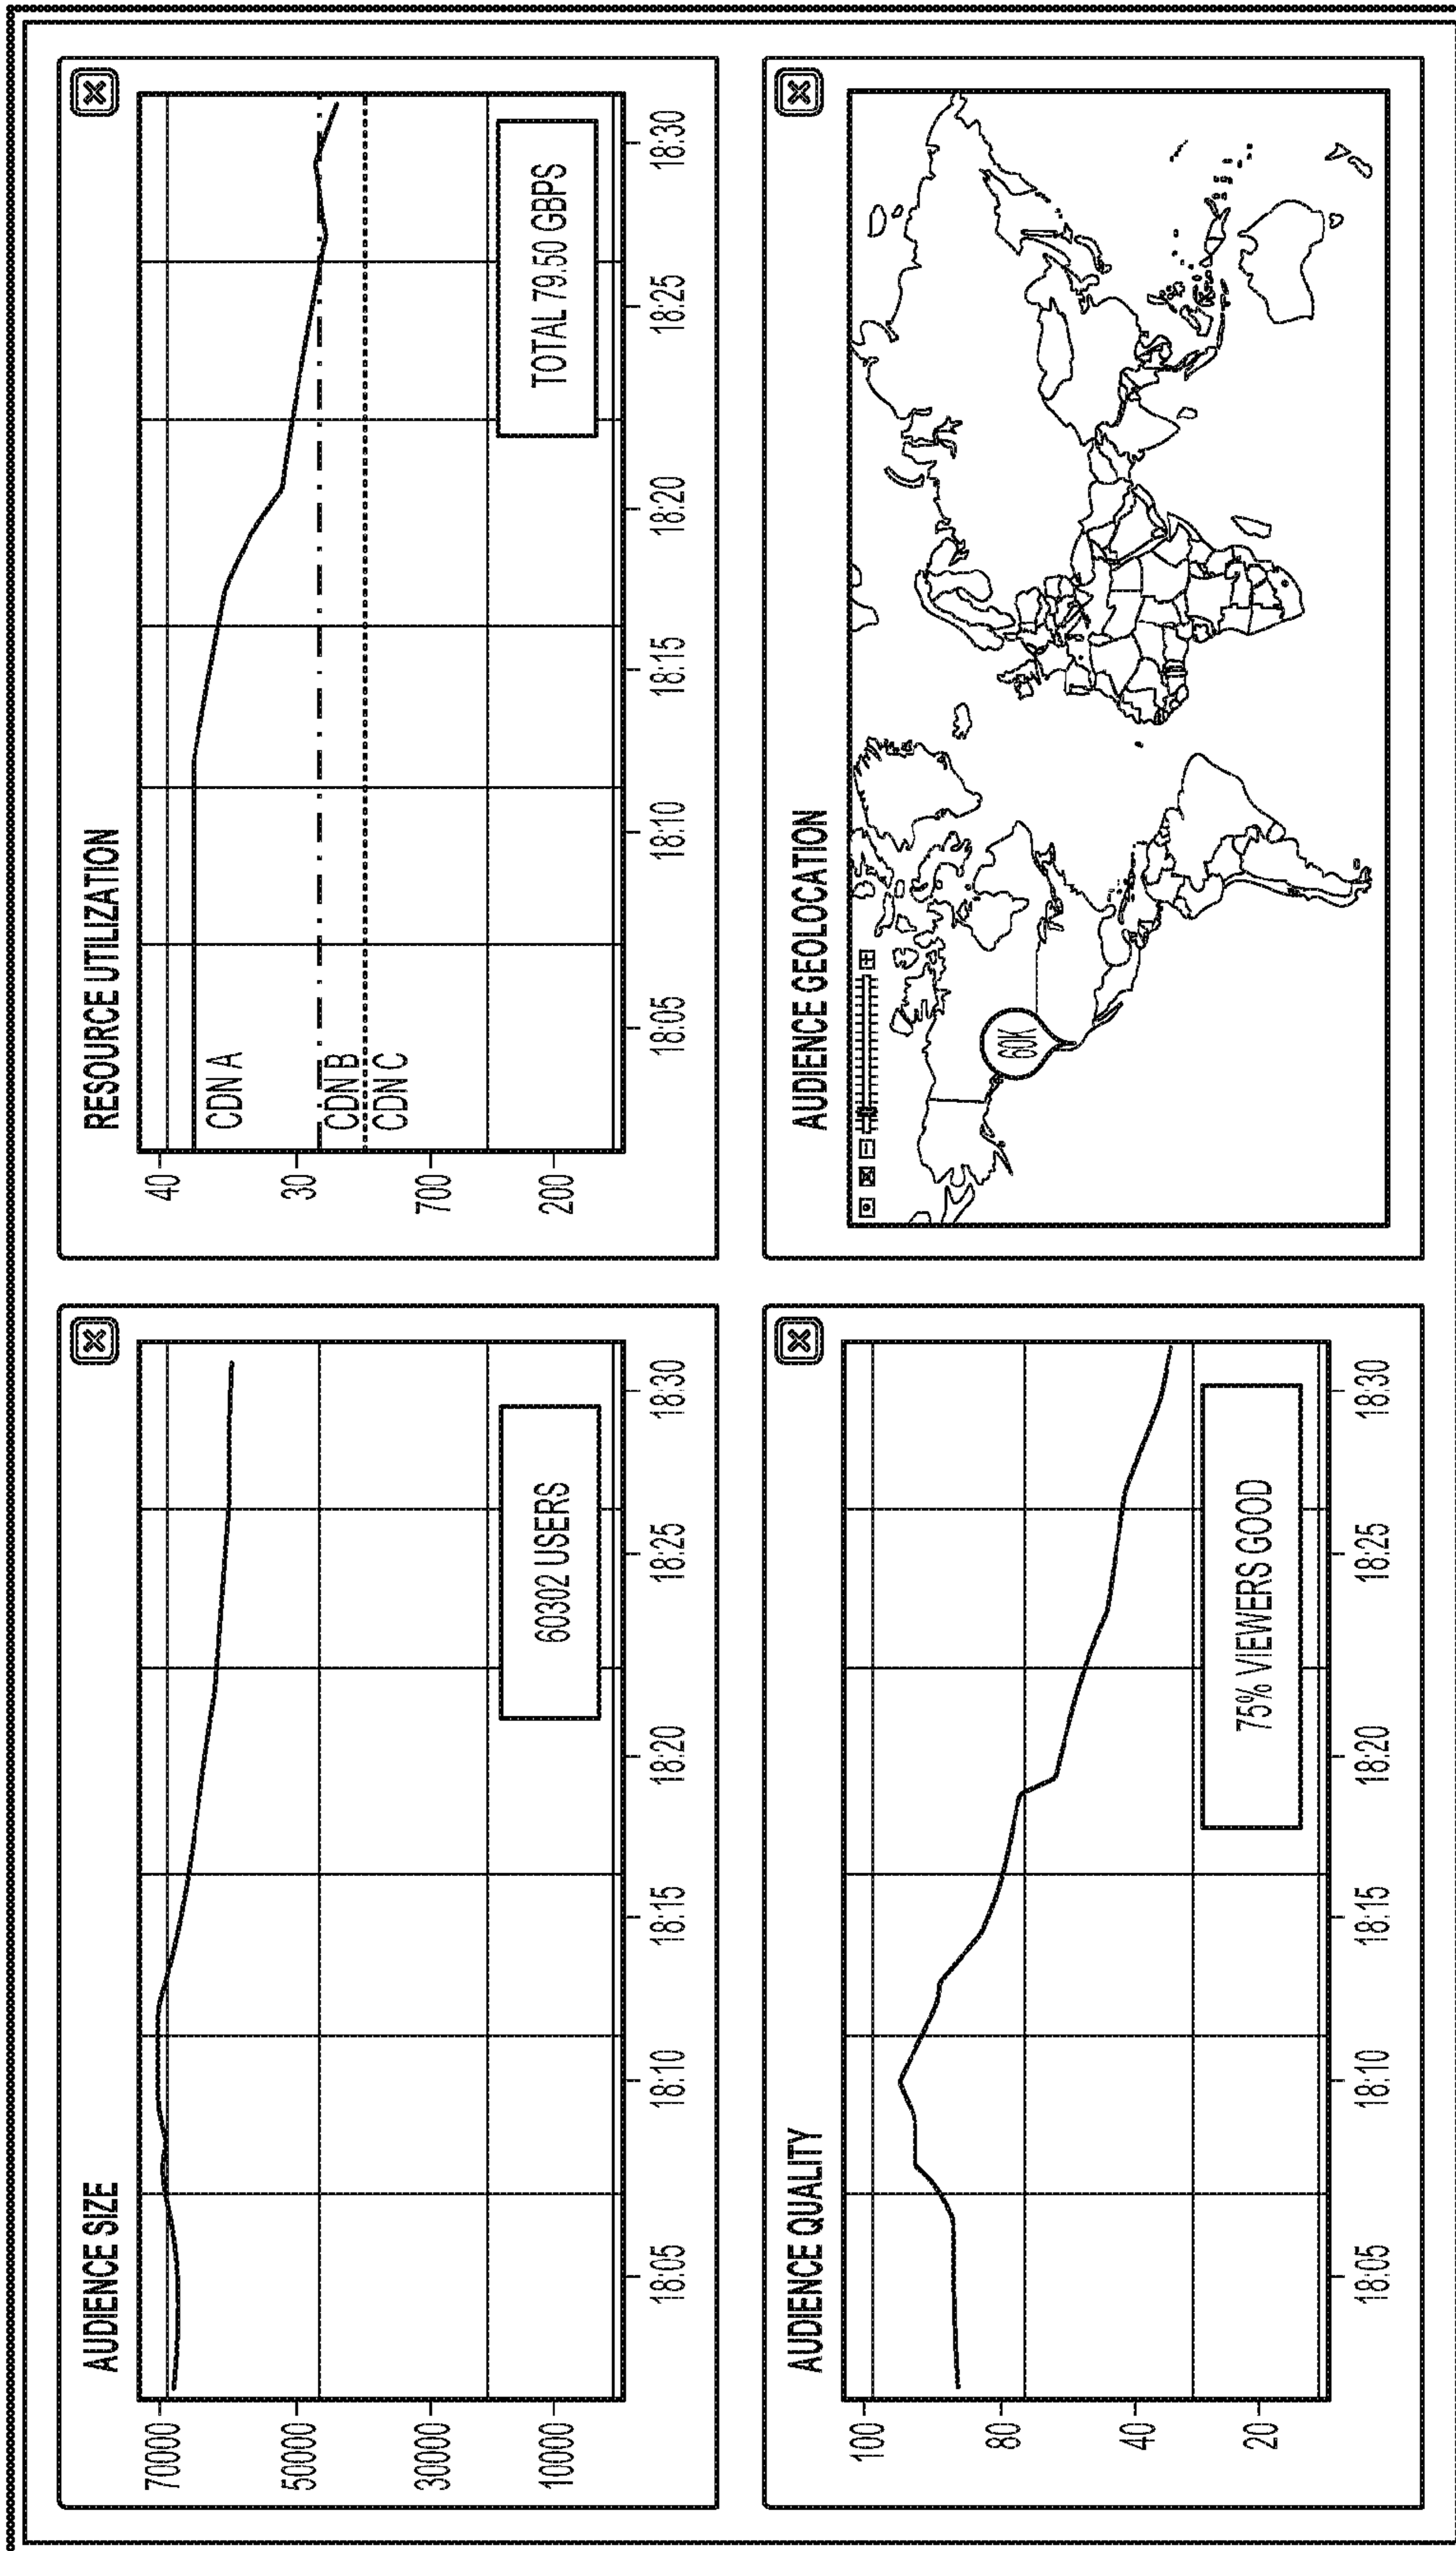 AUDIENCE SIZE
70000
50000
30000
10000
60302 USERS
18:05
18:10
18:15
18:20
18:25
18:30
RESOURCE UTILIZATION
40
30
700
200
CDN A
CDN B
CDN C
TOTAL 79.50 GBPS
18:05
18:10
18:15
18:20
18:25
18:30
AUDIENCE QUALITY
100
80
40
20
75% VIEWERS GOOD
18:05
18:10
18:15
18:20
18:25
18:30
AUDIENCE GEOLOCATION
60K